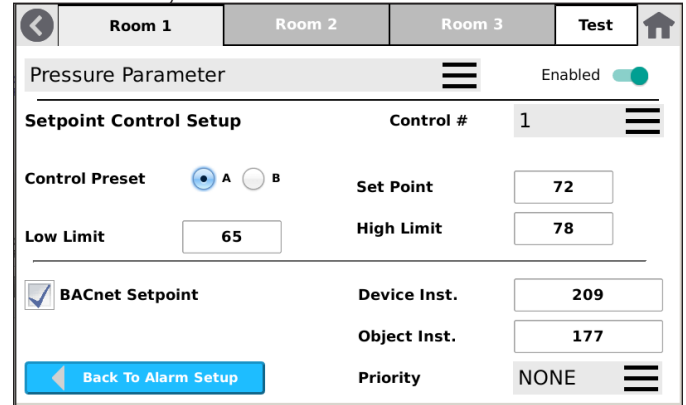 Room 1 Room 2 Room 3 Test
Pressure Parameter Enabled
Setpoint Control Setup Control # 1
Control Preset A B Set Point 72
Low Limit 65 High Limit 78
BACnet Setpoint Device Inst. 209
Object Inst. 177
Back To Alarm Setup Priority NONE